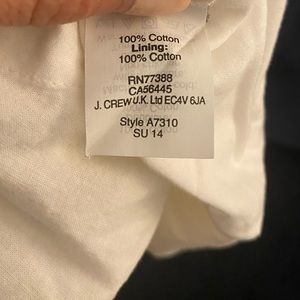 100% Cotton
Lining:
100% Cotton
RN77388
CA56445
J. CREW U.K. Ltd EC4V 6JA
Style A7310
SU 14